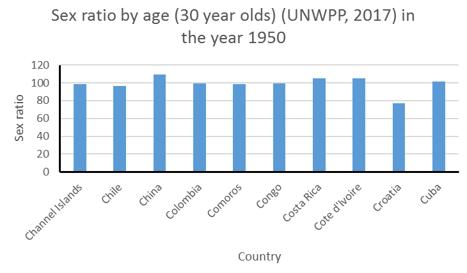 Sex ratio by age (30 year olds) (UNWPP, 2017) in
the year 1950
120
100
80
60
40
20
0
Sex ratio
Channel Islands
Chile
China
Colombia
Comoros
Congo
Costa Rica
Cote d'Ivoire
Croatia
Cuba
Country